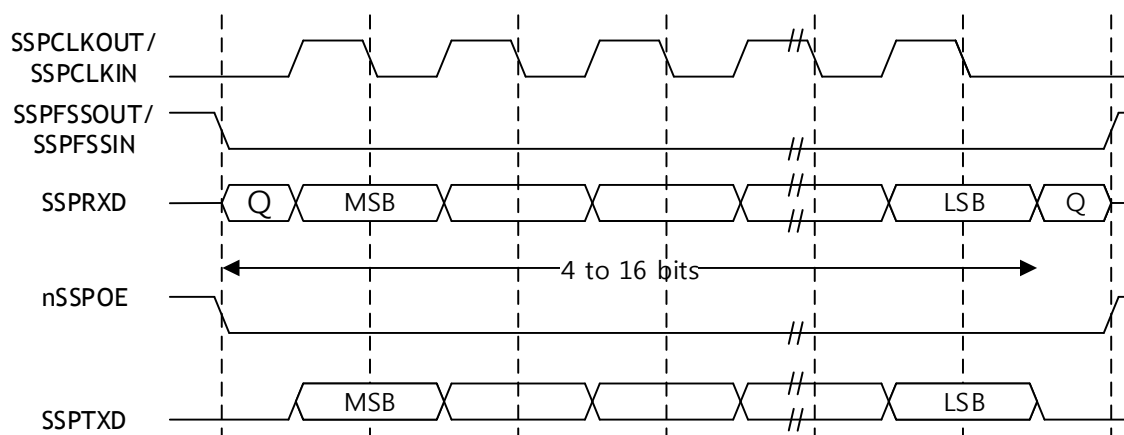 SSPCLKOUT/
SSPCLKIN
SSPFSSOUT/
SSPFSSIN
SSPRXD Q MSB LSB Q
4 to 16 bits
nSSPOE
SSPTXD MSB LSB